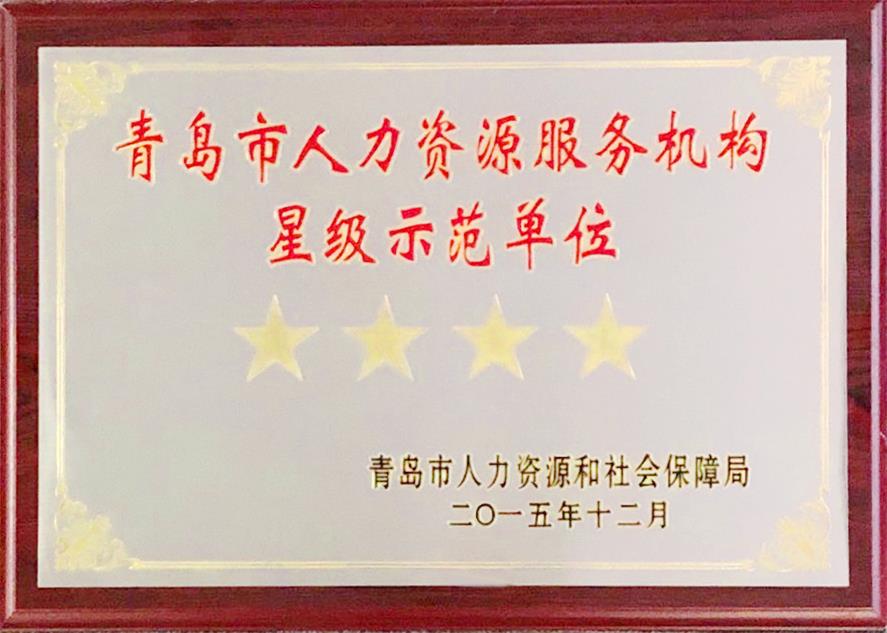 青岛市人力资源服务机构
星级示范单位
青岛市人力资源和社会保障局
二〇一五年十二月